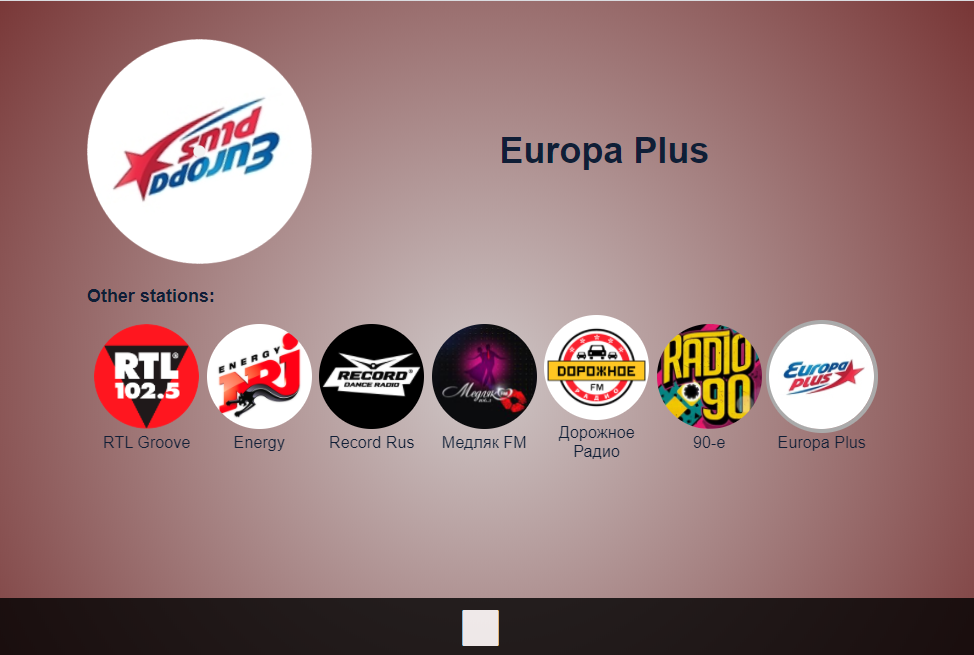 Europa
plus
Europa Plus
Other stations:
RTL®
102.5
ENERGY
NRJ
RECORD®
DANCE RADIO
Медляк FM
ДОРОЖНОЕ
FM
РАДИО
RADIO
90
Europa
plus
RTL Groove
Energy
Record Rus
Медляк FM
Дорожное
Радио
90-е
Europa Plus